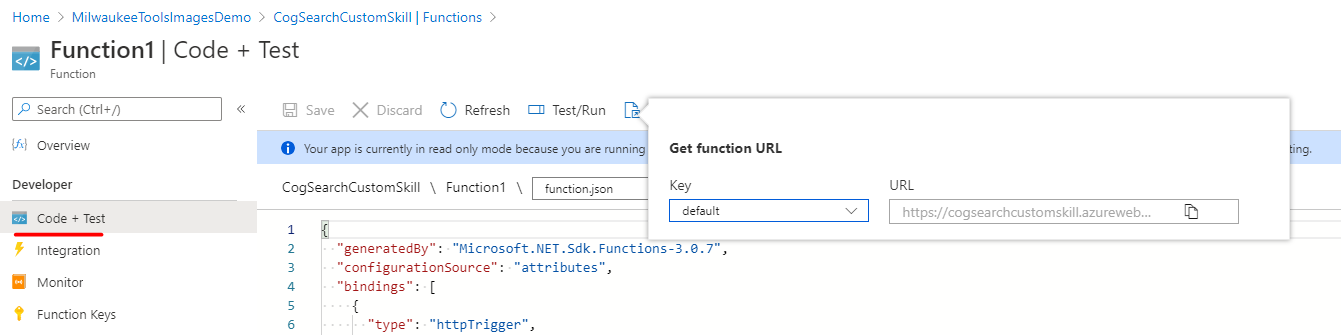 Home > MilwaukeeToolsImagesDemo > CogSearchCustomSkill | Functions >
Function1 | Code + Test
Function
Search (Ctrl+/)
«
Save Discard Refresh Test/Run
Overview
Developer
Code + Test
Integration
Monitor
Function Keys
Your app is currently in read only mode because you are running
ting.
CogSearchCustomSkill \ Function1 \ function.json
Get function URL
Key
default
URL
https://cogsearchcustomskill.azureweb...
1 {
2 "generatedBy": "Microsoft.NET.Sdk.Functions-3.0.7",
3 "configurationSource": "attributes",
4 "bindings": [
5 {
6 "type": "httpTrigger",